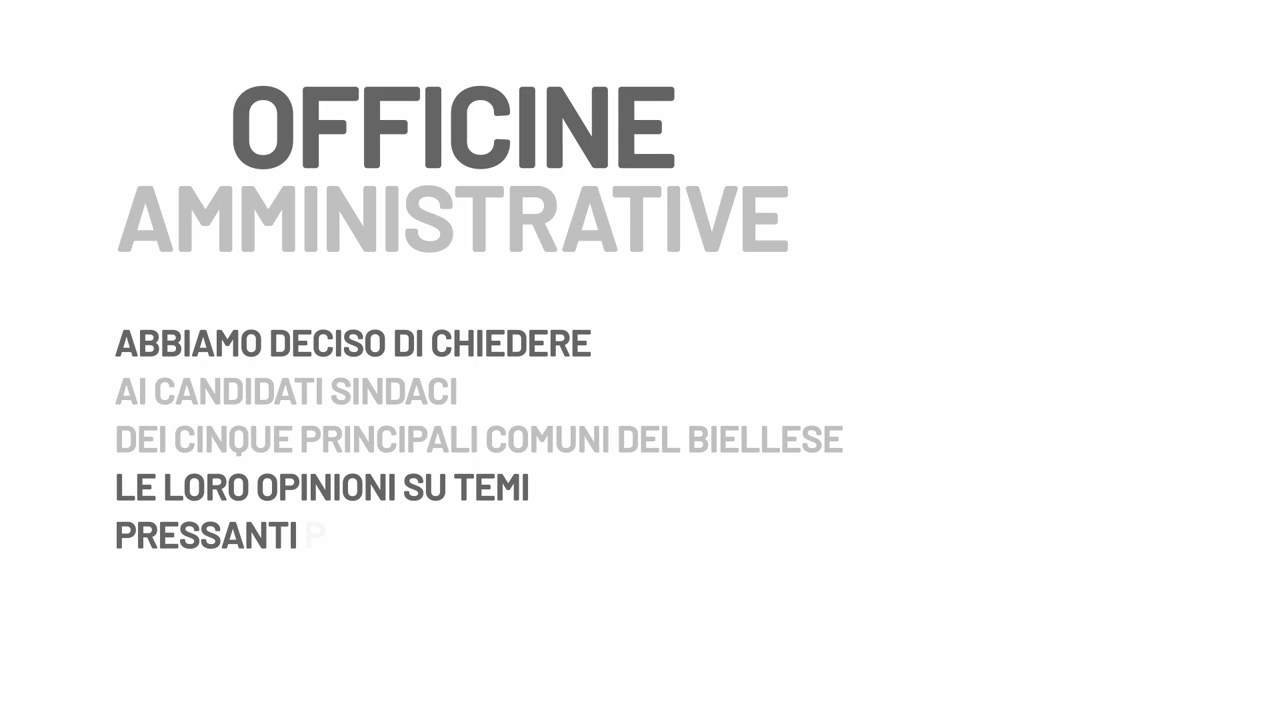 OFFICINE
AMMINISTRATIVE
ABBIAMO DECISO DI CHIEDERE
AI CANDIDATI SINDACI
DEI CINQUE PRINCIPALI COMUNI DEL BIELLESE
LE LORO OPINIONI SU TEMI
PRESSANTI P